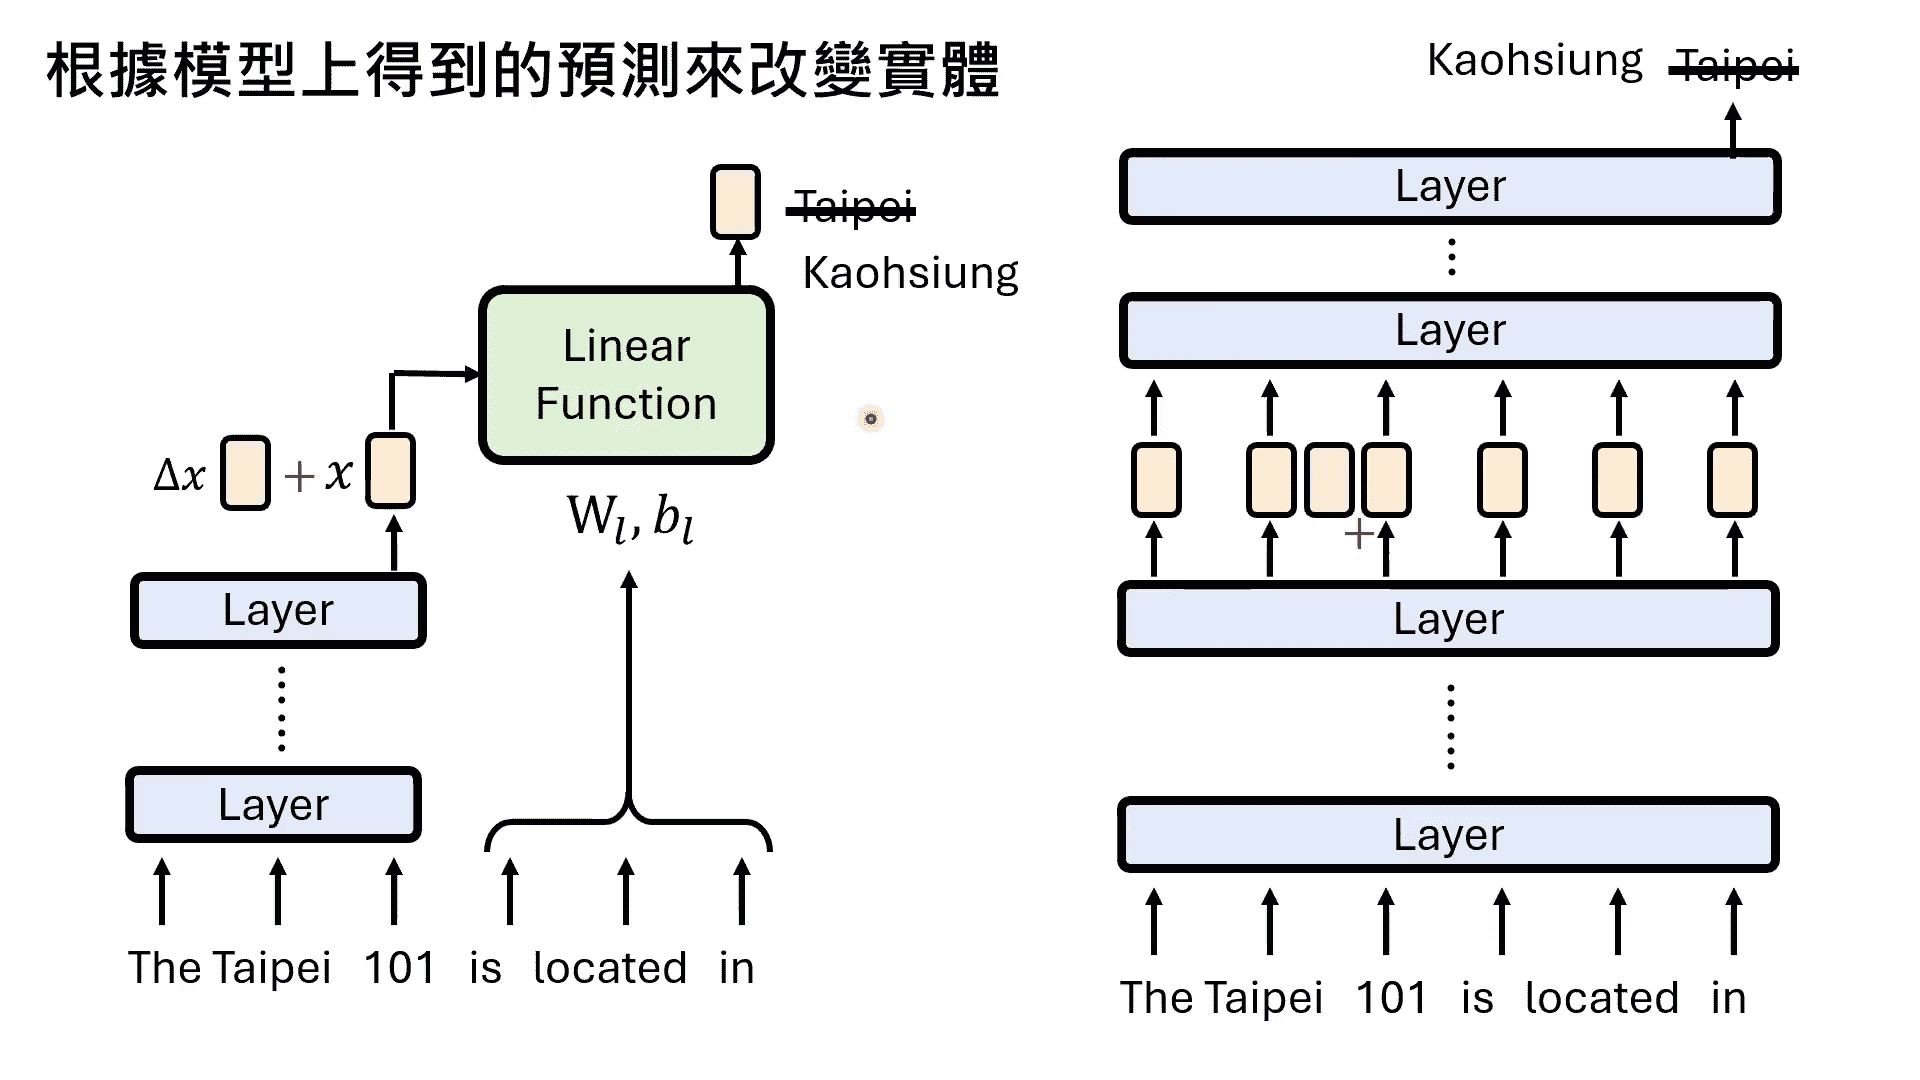 根據模型上得到的預測來改變實體
Taipei
Kaohsiung
Linear
Function
Δx + x
W_l, b_l
Layer
Layer
The Taipei 101 is located in
Kaohsiung Taipei
Layer
Layer
+
Layer
Layer
The Taipei 101 is located in